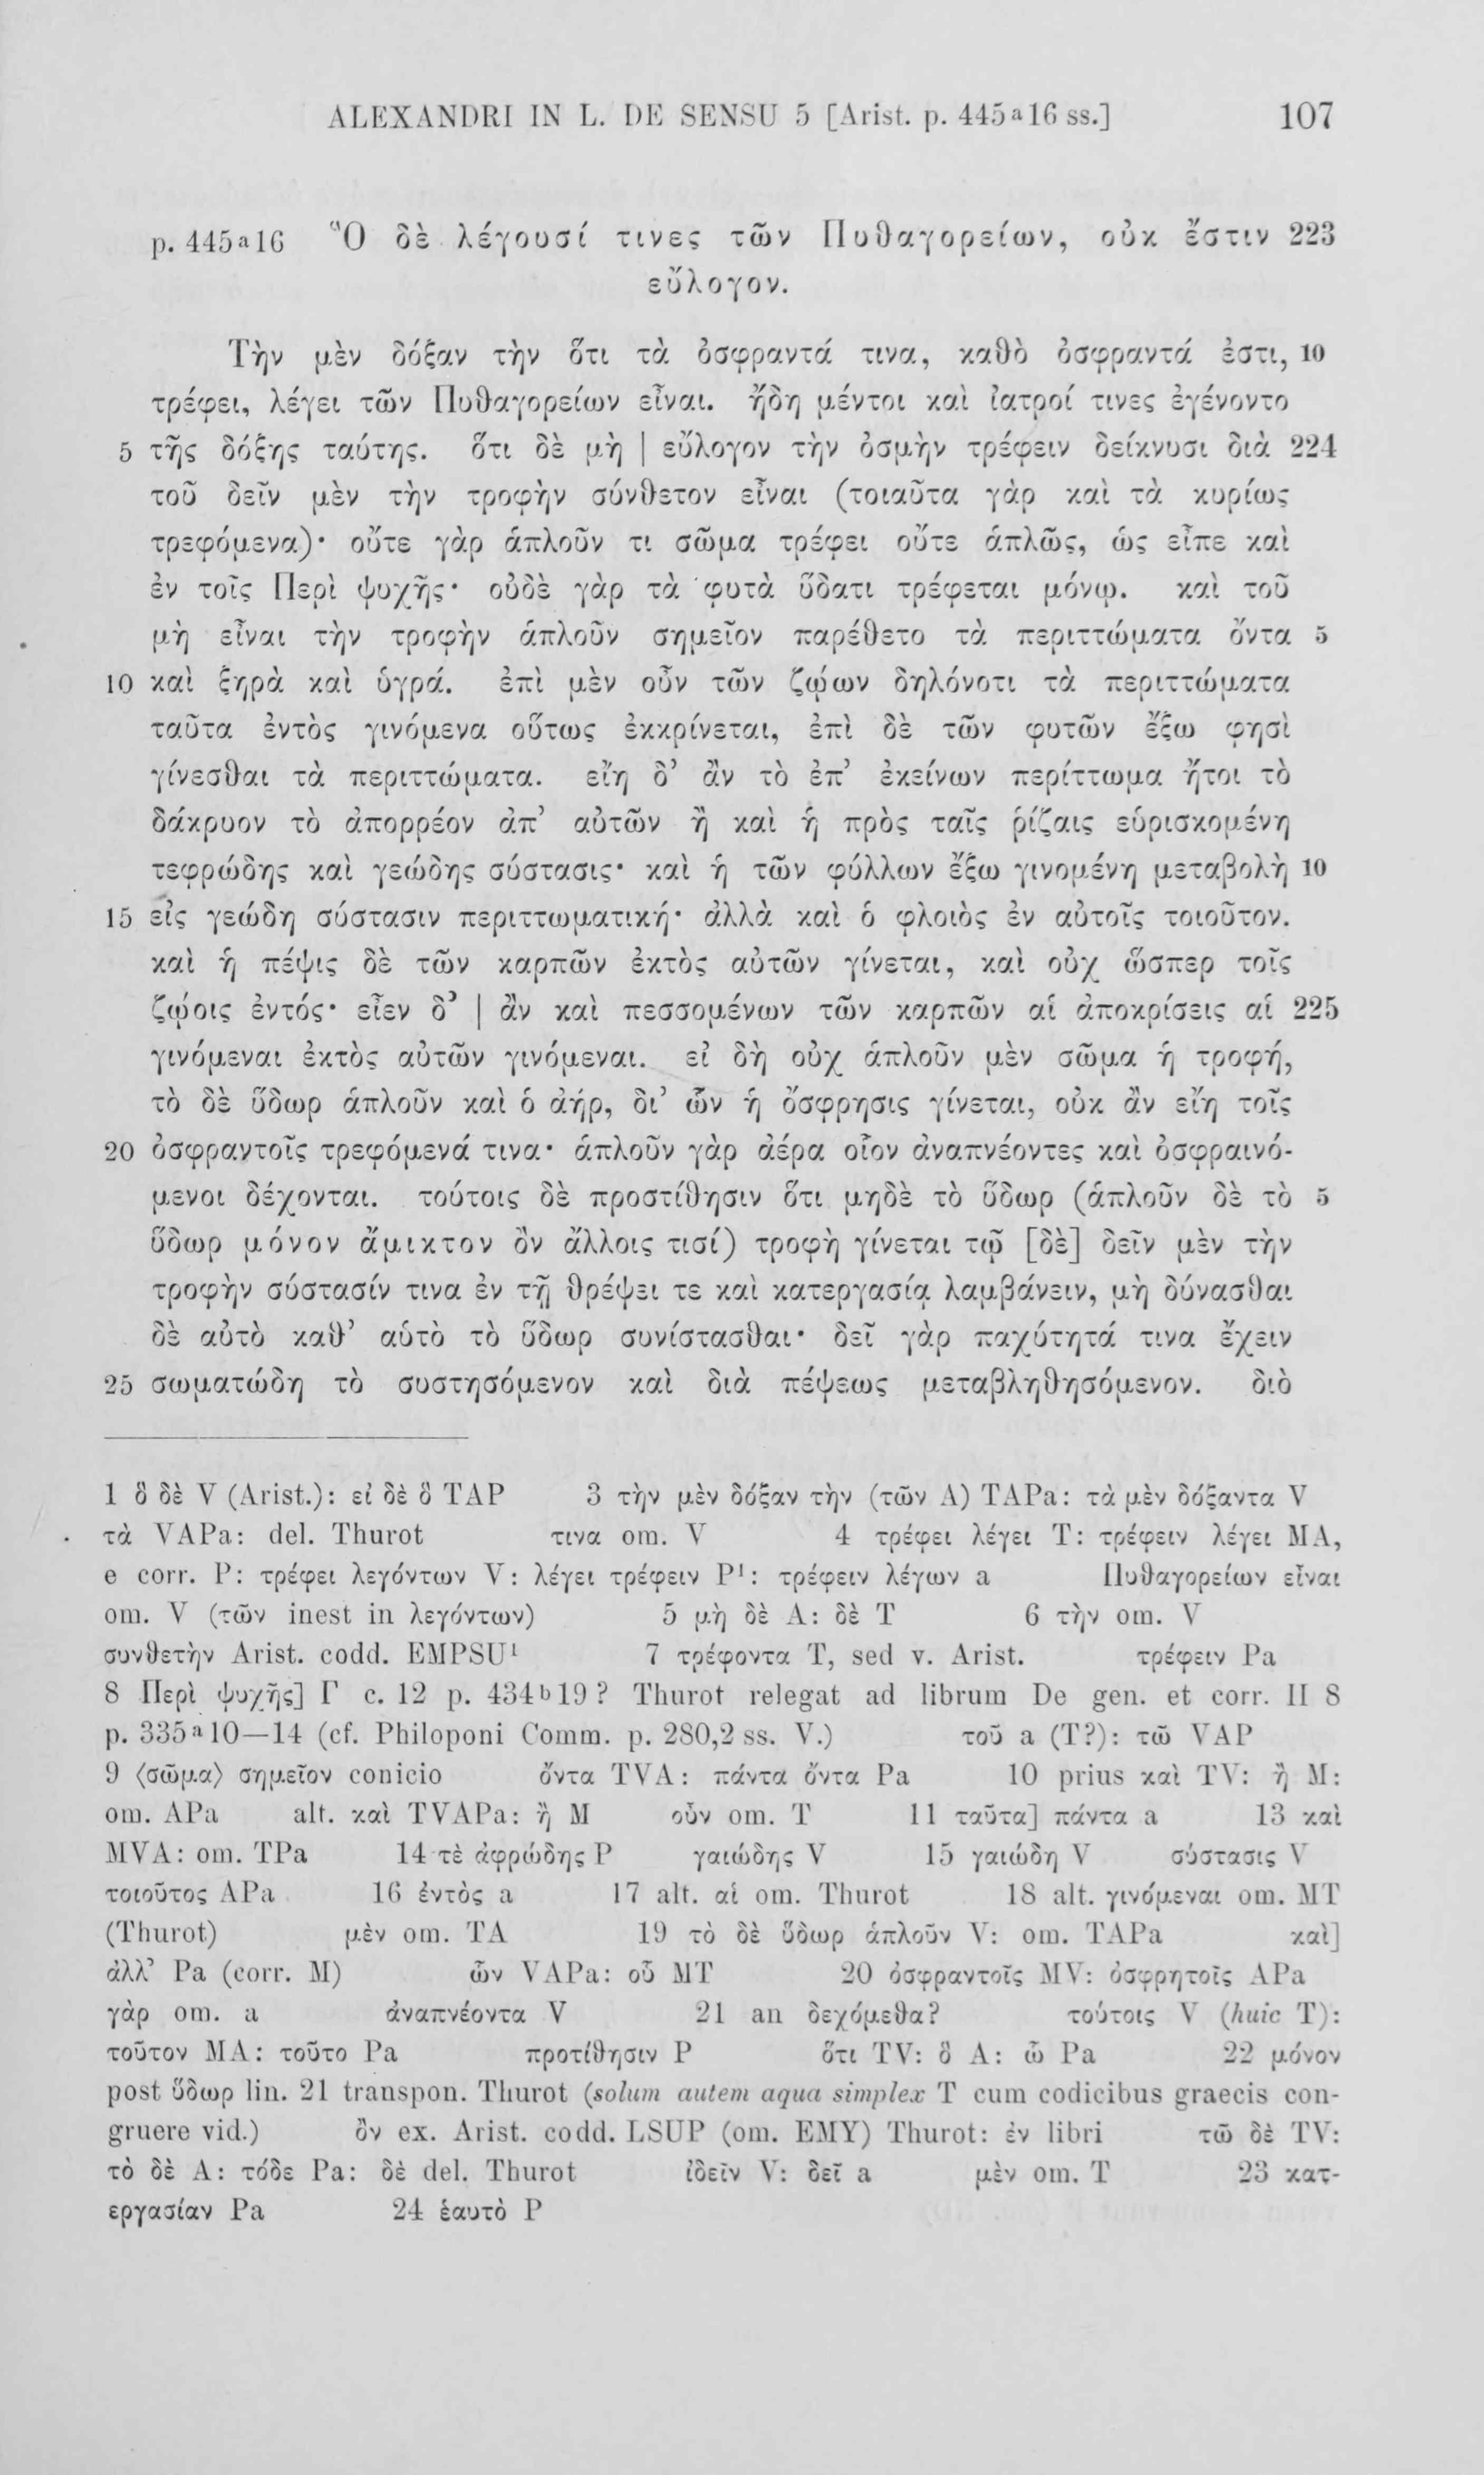 ALEXANDRI IN L. DE SENSU 5 [Arist. p. 445ᵃ16 ss.] 107
p. 445ᵃ16 Ὃ δὲ λέγουσί τινες τῶν Πυθαγορείων, οὐκ ἔστιν 223
εὔλογον.
Τὴν μὲν δόξαν τὴν ὅτι τὰ ὀσφραντά τινα, καθὸ ὀσφραντά ἐστι, 10
τρέφει, λέγει τῶν Πυθαγορείων εἶναι. ἤδη μέντοι καὶ ἰατροί τινες ἐγένοντο
5 τῆς δόξης ταύτης. ὅτι δὲ μὴ | εὔλογον τὴν ὀσμὴν τρέφειν δείκνυσι διὰ 224
τοῦ δεῖν μὲν τὴν τροφὴν σύνθετον εἶναι (τοιαῦτα γὰρ καὶ τὰ κυρίως
τρεφόμενα)· οὔτε γὰρ ἁπλοῦν τι σῶμα τρέφει οὔτε ἁπλῶς, ὡς εἶπε καὶ
ἐν τοῖς Περὶ ψυχῆς· οὐδὲ γὰρ τὰ φυτὰ ὕδατι τρέφεται μόνῳ. καὶ τοῦ
μὴ εἶναι τὴν τροφὴν ἁπλοῦν σημεῖον παρέθετο τὰ περιττώματα ὄντα 5
10 καὶ ξηρὰ καὶ ὑγρά. ἐπὶ μὲν οὖν τῶν ζῴων δηλόνοτι τὰ περιττώματα
ταῦτα ἐντὸς γινόμενα οὕτως ἐκκρίνεται, ἐπὶ δὲ τῶν φυτῶν ἔξω φησὶ
γίνεσθαι τὰ περιττώματα. εἴη δ’ ἂν τὸ ἐπ’ ἐκείνων περίττωμα ἤτοι τὸ
δάκρυον τὸ ἀπορρέον ἀπ’ αὐτῶν ἢ καὶ ἡ πρὸς ταῖς ῥίζαις εὑρισκομένη
τεφρώδης καὶ γεώδης σύστασις· καὶ ἡ τῶν φύλλων ἔξω γινομένη μεταβολὴ 10
15 εἰς γεώδη σύστασιν περιττωματική· ἀλλὰ καὶ ὁ φλοιὸς ἐν αὐτοῖς τοιοῦτον.
καὶ ἡ πέψις δὲ τῶν καρπῶν ἐκτὸς αὐτῶν γίνεται, καὶ οὐχ ὥσπερ τοῖς
ζῴοις ἐντός· εἶεν δ’ | ἂν καὶ πεσσομένων τῶν καρπῶν αἱ ἀποκρίσεις αἱ 225
γινόμεναι ἐκτὸς αὐτῶν γινόμεναι. εἰ δὴ οὐχ ἁπλοῦν μὲν σῶμα ἡ τροφή,
τὸ δὲ ὕδωρ ἁπλοῦν καὶ ὁ ἀήρ, δι’ ὧν ἡ ὄσφρησις γίνεται, οὐκ ἂν εἴη τοῖς
20 ὀσφραντοῖς τρεφόμενά τινα· ἁπλοῦν γὰρ ἀέρα οἷον ἀναπνέοντες καὶ ὀσφραινό-
μενοι δέχονται. τούτοις δὲ προστίθησιν ὅτι μηδὲ τὸ ὕδωρ (ἁπλοῦν δὲ τὸ 5
ὕδωρ μόνον ἄμικτον ὂν ἄλλοις τισί) τροφὴ γίνεται τῷ [δὲ] δεῖν μὲν τὴν
τροφὴν σύστασίν τινα ἐν τῇ θρέψει τε καὶ κατεργασίᾳ λαμβάνειν, μὴ δύνασθαι
δὲ αὐτὸ καθ’ αὑτὸ τὸ ὕδωρ συνίστασθαι· δεῖ γὰρ παχύτητά τινα ἔχειν
25 σωματώδη τὸ συστησόμενον καὶ διὰ πέψεως μεταβληθησόμενον. διὸ
1 ὃ δὲ V (Arist.): εἰ δὲ ὃ TAP 3 τὴν μὲν δόξαν τὴν (τῶν A) TAPa: τὰ μὲν δόξαντα V
τὰ VAPa: del. Thurot τινα om. V 4 τρέφει λέγει T: τρέφειν λέγει MA,
e corr. P: τρέφει λεγόντων V: λέγει τρέφειν P¹: τρέφειν λέγων a Πυθαγορείων εἶναι
om. V (τῶν inest in λεγόντων) 5 μὴ δὲ A: δὲ T 6 τὴν om. V
συνθετὴν Arist. codd. EMPSU¹ 7 τρέφοντα T, sed v. Arist. τρέφειν Pa
8 Περὶ ψυχῆς] Γ c. 12 p. 434ᵇ19? Thurot relegat ad librum De gen. et corr. II 8
p. 335ᵃ10—14 (cf. Philoponi Comm. p. 280,2 ss. V.) τοῦ a (T?): τῶ VAP
9 ⟨σῶμα⟩ σημεῖον conicio ὄντα TVA: πάντα ὄντα Pa 10 prius καὶ TV: ἢ M:
om. APa alt. καὶ TVAPa: ἢ M οὖν om. T 11 ταῦτα] πάντα a 13 καὶ
MVA: om. TPa 14 τὲ ἀφρώδης P γαιώδης V 15 γαιώδη V σύστασις V
τοιοῦτος APa 16 ἐντὸς a 17 alt. αἱ om. Thurot 18 alt. γινόμεναι om. MT
(Thurot) μὲν om. TA 19 τὸ δὲ ὕδωρ ἁπλοῦν V: om. TAPa καὶ]
ἀλλ’ Pa (corr. M) ὧν VAPa: οὗ MT 20 ὀσφραντοῖς MV: ὀσφρητοῖς APa
γὰρ om. a ἀναπνέοντα V 21 an δεχόμεθα? τούτοις V (huic T):
τοῦτον MA: τοῦτο Pa προτίθησιν P ὅτι TV: ὃ A: ὦ Pa 22 μόνον
post ὕδωρ lin. 21 transpon. Thurot (solum autem aqua simplex T cum codicibus graecis con-
gruere vid.) ὂν ex. Arist. codd. LSUP (om. EMY) Thurot: ἐν libri τῶ δὲ TV:
τὸ δὲ A: τόδε Pa: δὲ del. Thurot ἰδεῖν V: δεῖ a μὲν om. T 23 κατ-
εργασίαν Pa 24 ἑαυτὸ P